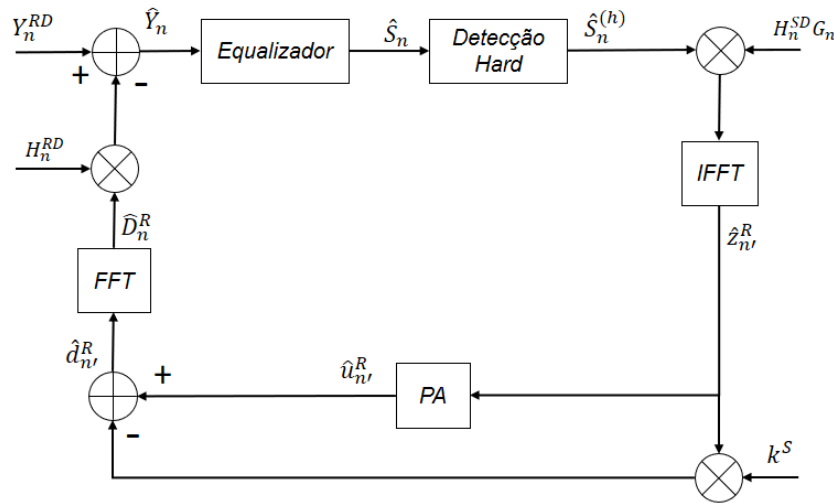 Y_n^{RD}
Ŷ_n
Equalizador
Ŝ_n
Detecção
Hard
Ŝ_n^{(h)}
H_n^{SD}G_n
+
-
H_n^{RD}
IFFT
D̂_n^R
ẑ_{n'}^R
FFT
d̂_{n'}^R
+
û_{n'}^R
PA
-
k^S